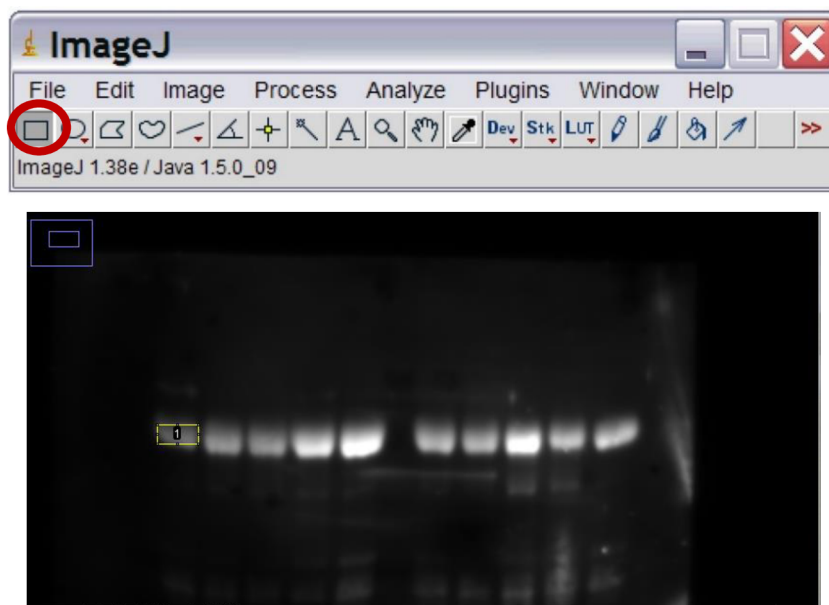 ImageJ
File Edit Image Process Analyze Plugins Window Help
A Dev Stk LUT >>
ImageJ 1.38e / Java 1.5.0_09
1